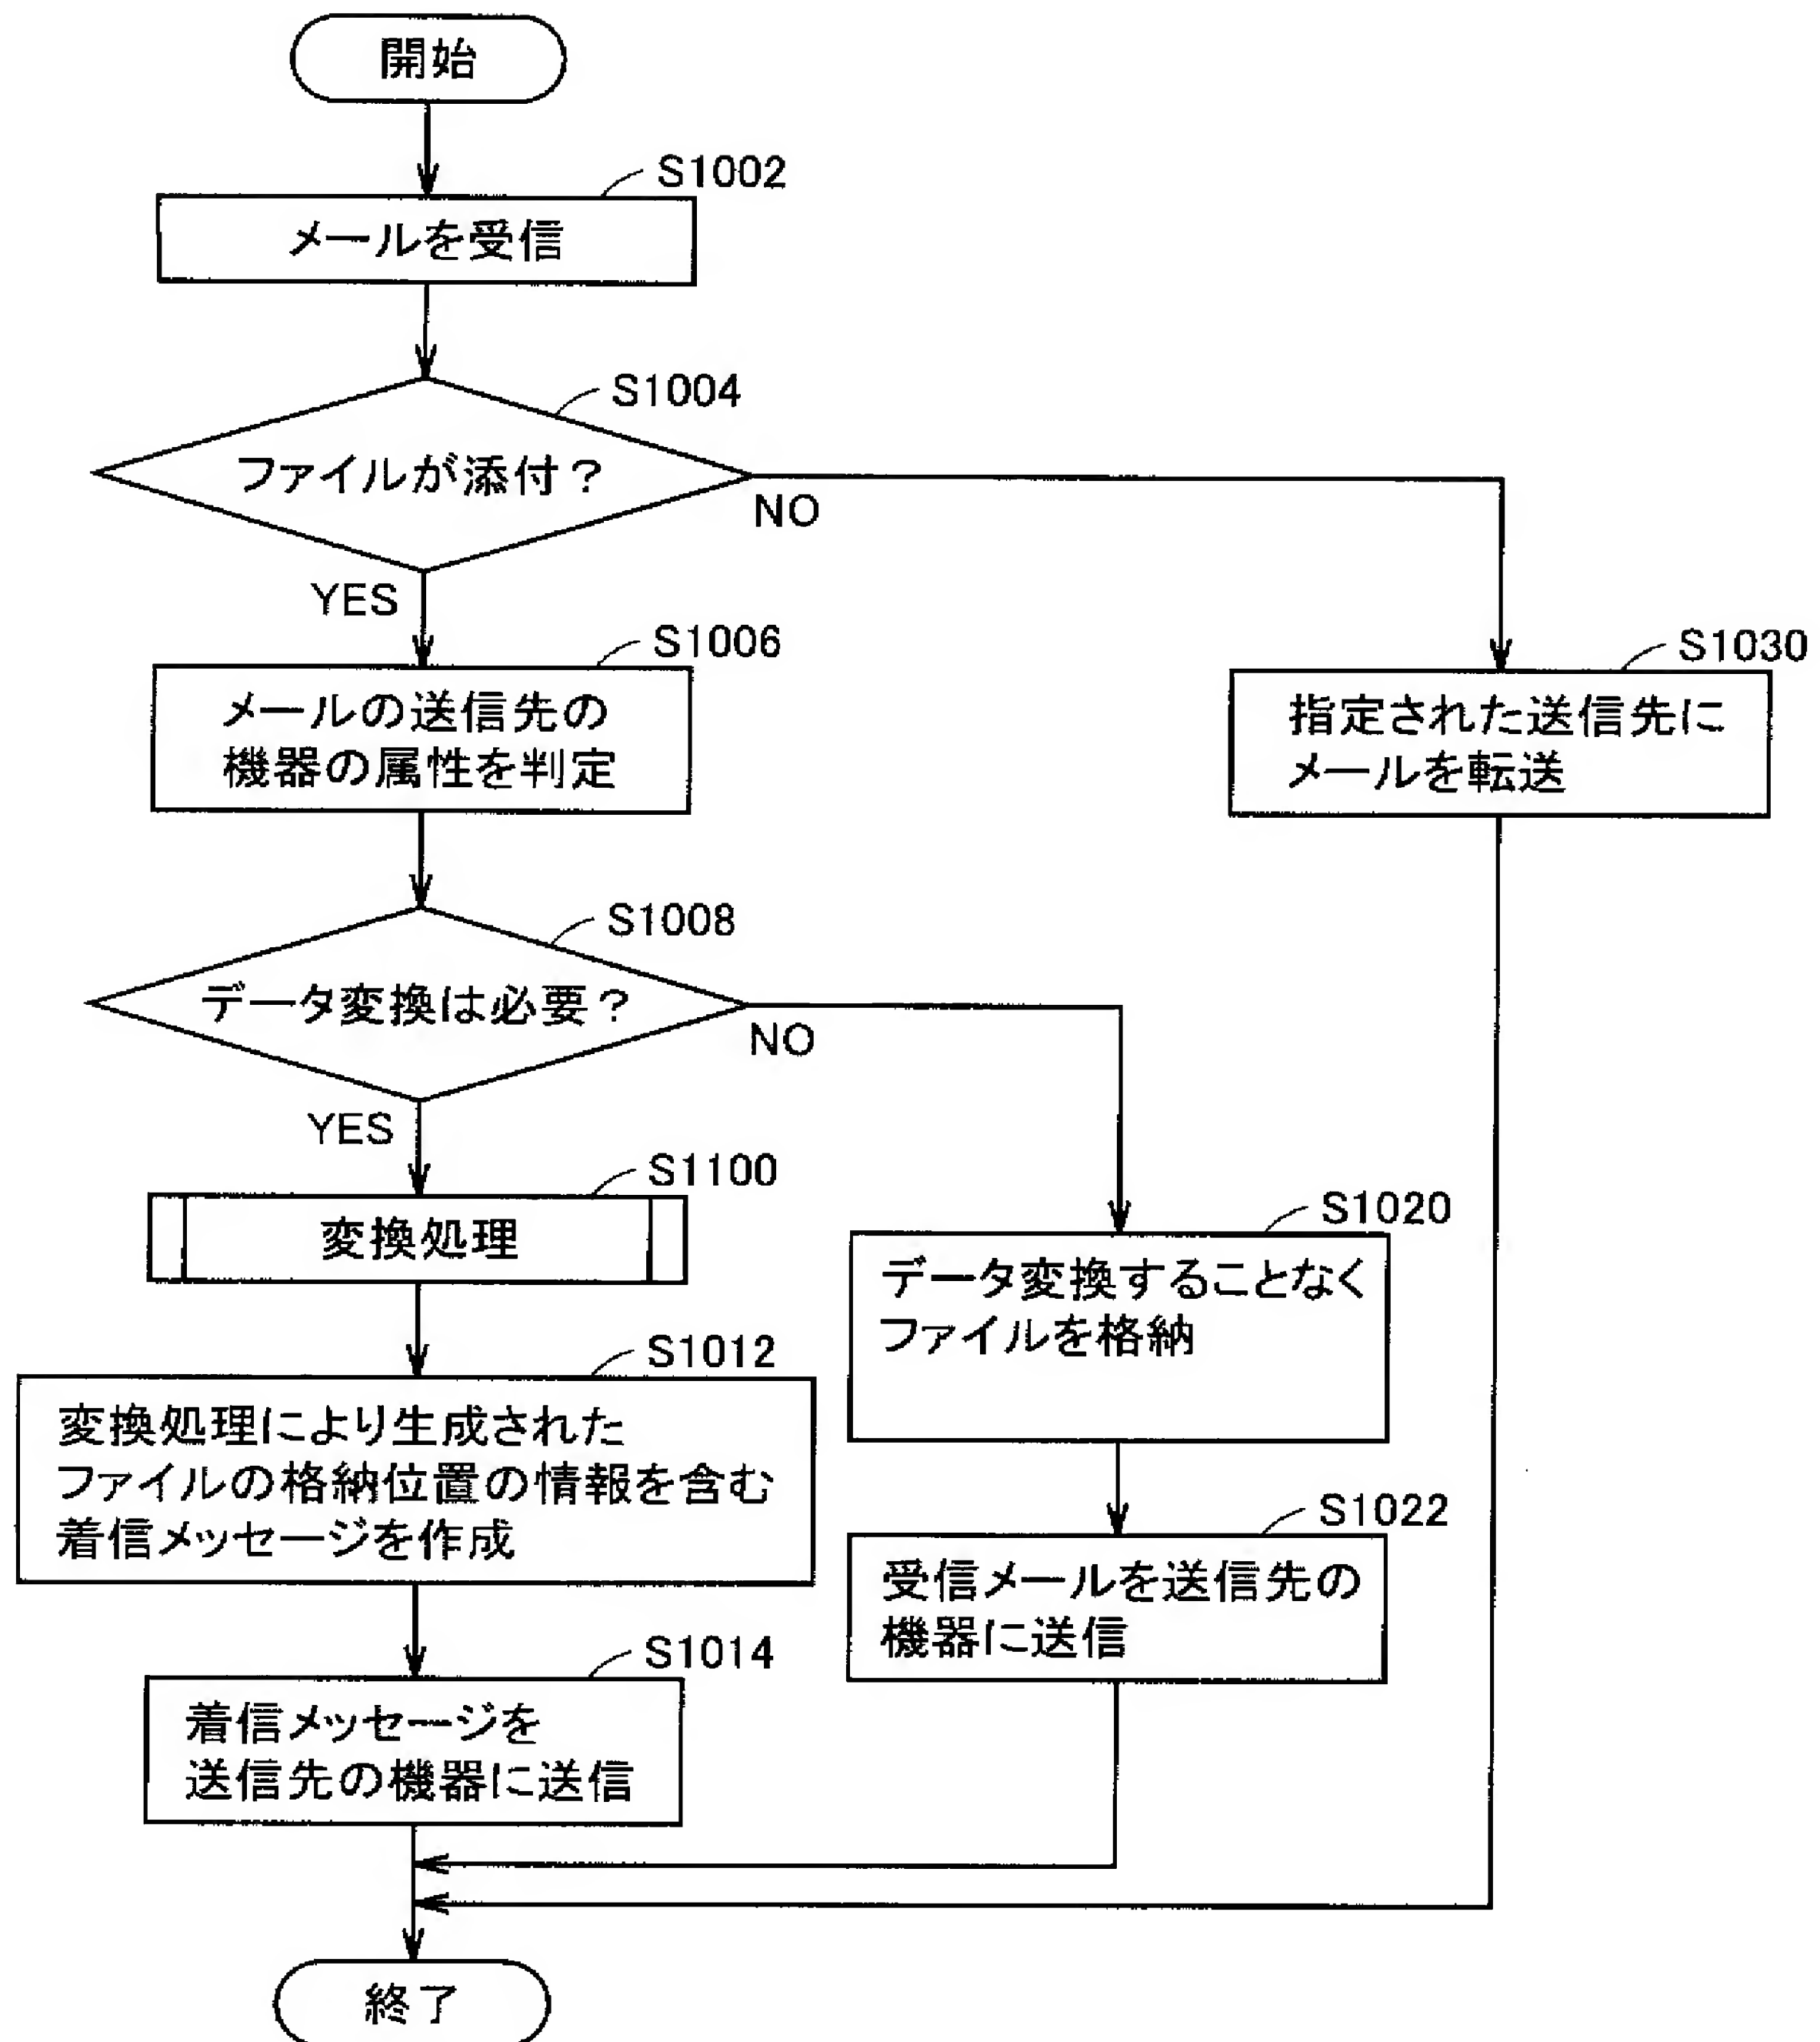 開始
S1002
メールを受信
S1004
ファイルが添付？
NO
YES
S1006
メールの送信先の
機器の属性を判定
S1030
指定された送信先に
メールを転送
S1008
データ変換は必要？
NO
YES
S1100
変換処理
S1020
データ変換することなく
ファイルを格納
S1012
変換処理により生成された
ファイルの格納位置の情報を含む
着信メッセージを作成
S1022
受信メールを送信先の
機器に送信
S1014
着信メッセージを
送信先の機器に送信
終了